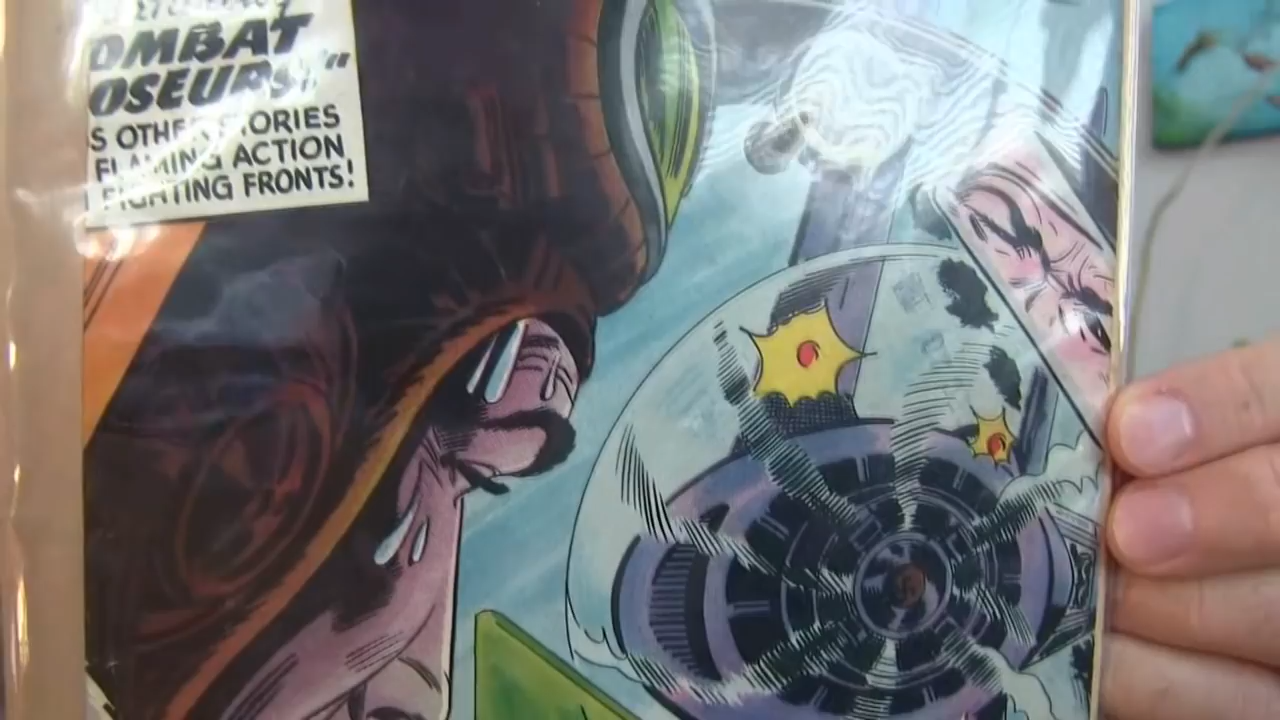 OMBAT
OSEURS!"
S OTHER STORIES
FLAMING ACTION
FIGHTING FRONTS!